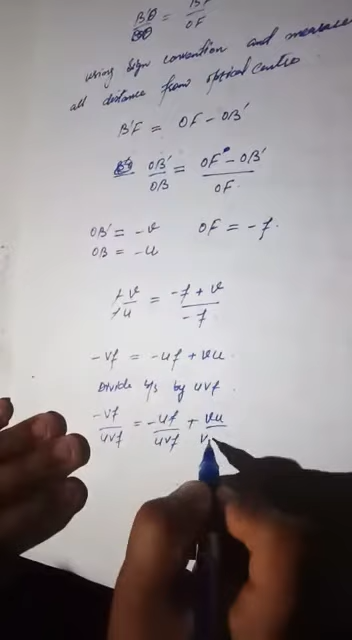 B'O/BO = B'F/OF
using sign convention and measure
all distance from optical centre
B'F = OF - OB'
OB'/OB = OF - OB'/OF
OB' = -v OF = -f
OB = -u
+v/+u = -f + v/-f
-vf = -uf + vu
Divide b/s by uvf
-vf/uvf = -uf/uvf + vu/v